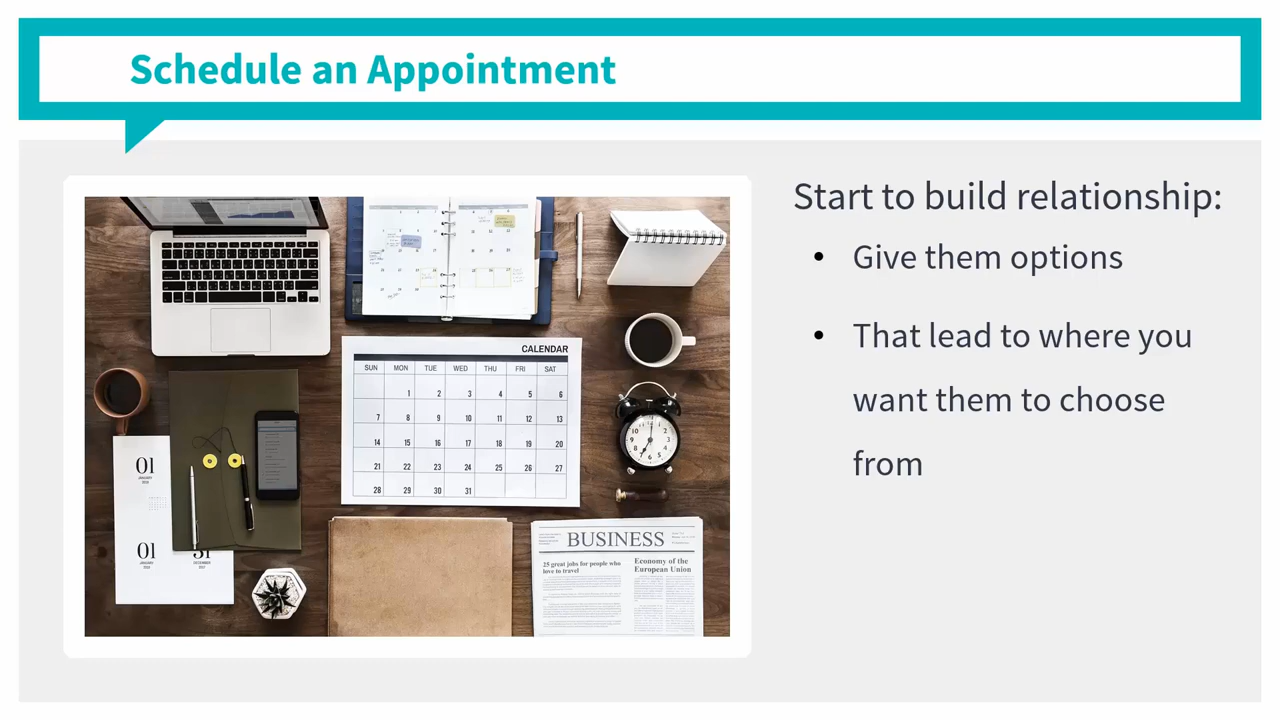 Schedule an Appointment
Start to build relationship:
• Give them options
• That lead to where you
want them to choose
from
CALENDAR
SUN MON TUE WED THU FRI SAT
1 2 3 4 5 6
7 8 9 10 11 12 13
14 15 16 17 18 19 20
21 22 23 24 25 26 27
28 29 30 31
01
JANUARY
01
JANUARY
31
DECEMBER
2017
BUSINESS
25 great jobs for people who
love to travel
Economy of the
European Union